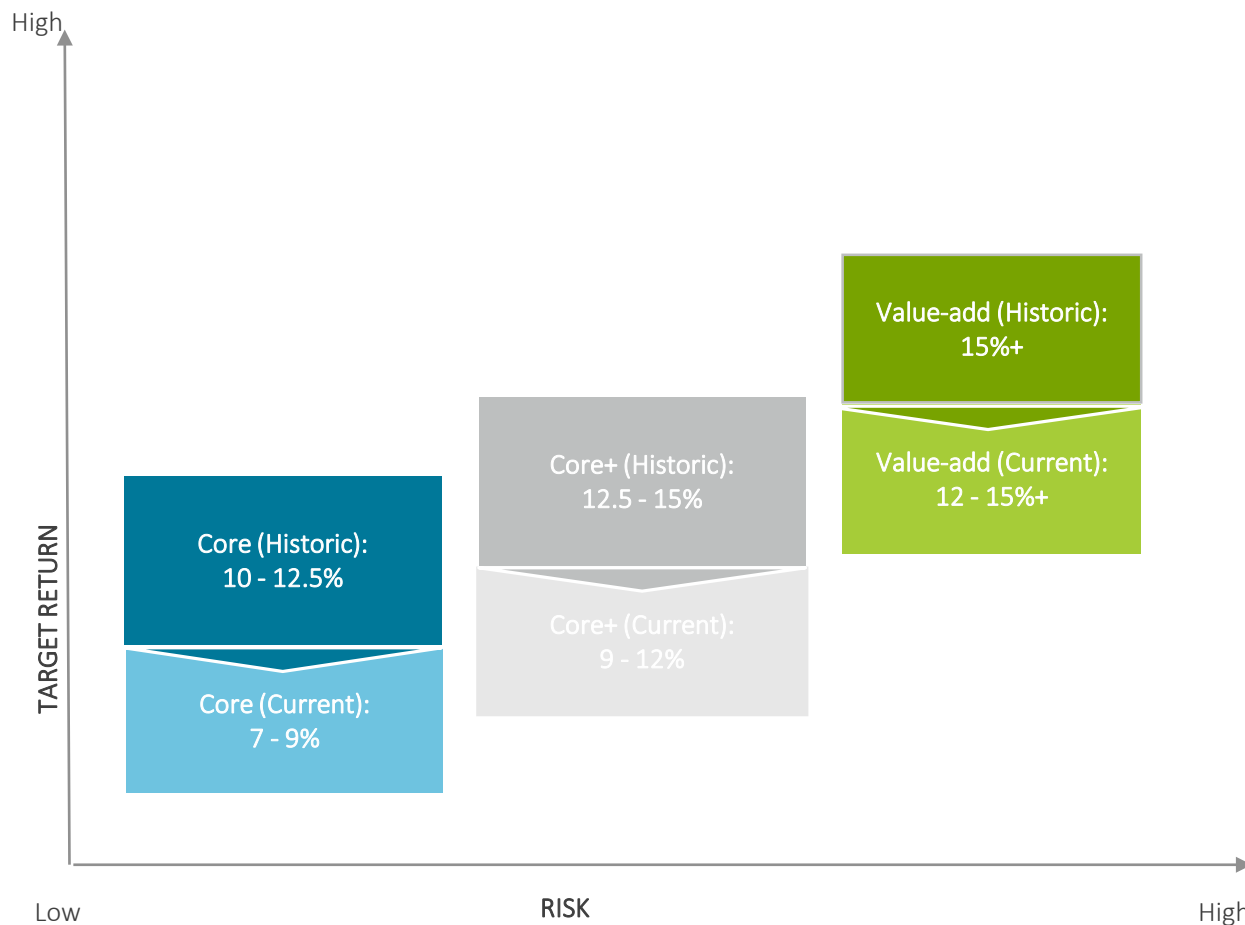 High
Value-add (Historic):
15%+
Value-add (Current):
12 - 15%+
Core+ (Historic):
12.5 - 15%
Core+ (Current):
9 - 12%
Core (Historic):
10 - 12.5%
Core (Current):
7 - 9%
TARGET RETURN
Low
RISK
High